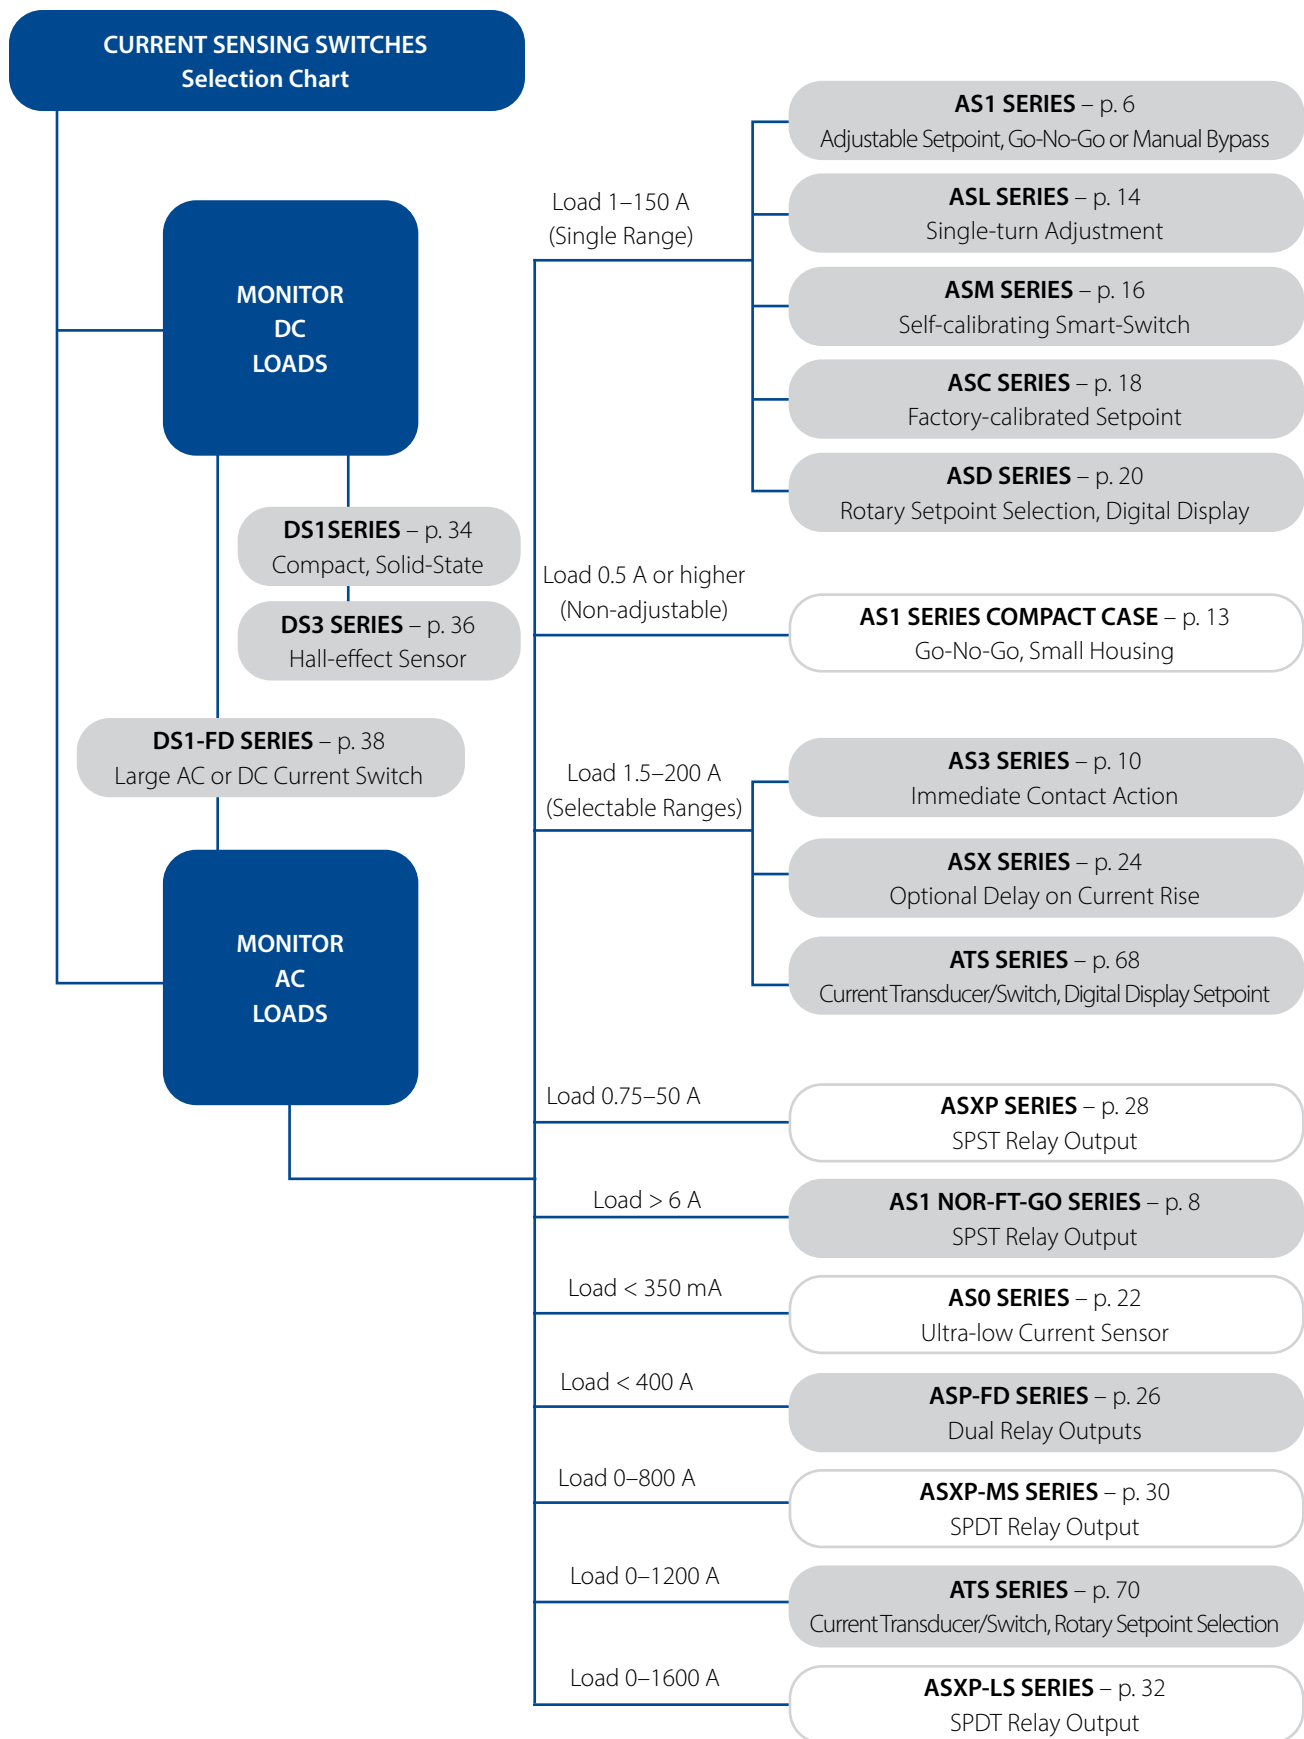 CURRENT SENSING SWITCHES
Selection Chart
MONITOR
DC
LOADS
DS1SERIES – p. 34
Compact, Solid-State
DS3 SERIES – p. 36
Hall-effect Sensor
DS1-FD SERIES – p. 38
Large AC or DC Current Switch
MONITOR
AC
LOADS
Load 1–150 A
(Single Range)
AS1 SERIES – p. 6
Adjustable Setpoint, Go-No-Go or Manual Bypass
ASL SERIES – p. 14
Single-turn Adjustment
ASM SERIES – p. 16
Self-calibrating Smart-Switch
ASC SERIES – p. 18
Factory-calibrated Setpoint
ASD SERIES – p. 20
Rotary Setpoint Selection, Digital Display
Load 0.5 A or higher
(Non-adjustable)
AS1 SERIES COMPACT CASE – p. 13
Go-No-Go, Small Housing
Load 1.5–200 A
(Selectable Ranges)
AS3 SERIES – p. 10
Immediate Contact Action
ASX SERIES – p. 24
Optional Delay on Current Rise
ATS SERIES – p. 68
Current Transducer/Switch, Digital Display Setpoint
Load 0.75–50 A
ASXP SERIES – p. 28
SPST Relay Output
Load > 6 A
AS1 NOR-FT-GO SERIES – p. 8
SPST Relay Output
Load < 350 mA
AS0 SERIES – p. 22
Ultra-low Current Sensor
Load < 400 A
ASP-FD SERIES – p. 26
Dual Relay Outputs
Load 0–800 A
ASXP-MS SERIES – p. 30
SPDT Relay Output
Load 0–1200 A
ATS SERIES – p. 70
Current Transducer/Switch, Rotary Setpoint Selection
Load 0–1600 A
ASXP-LS SERIES – p. 32
SPDT Relay Output